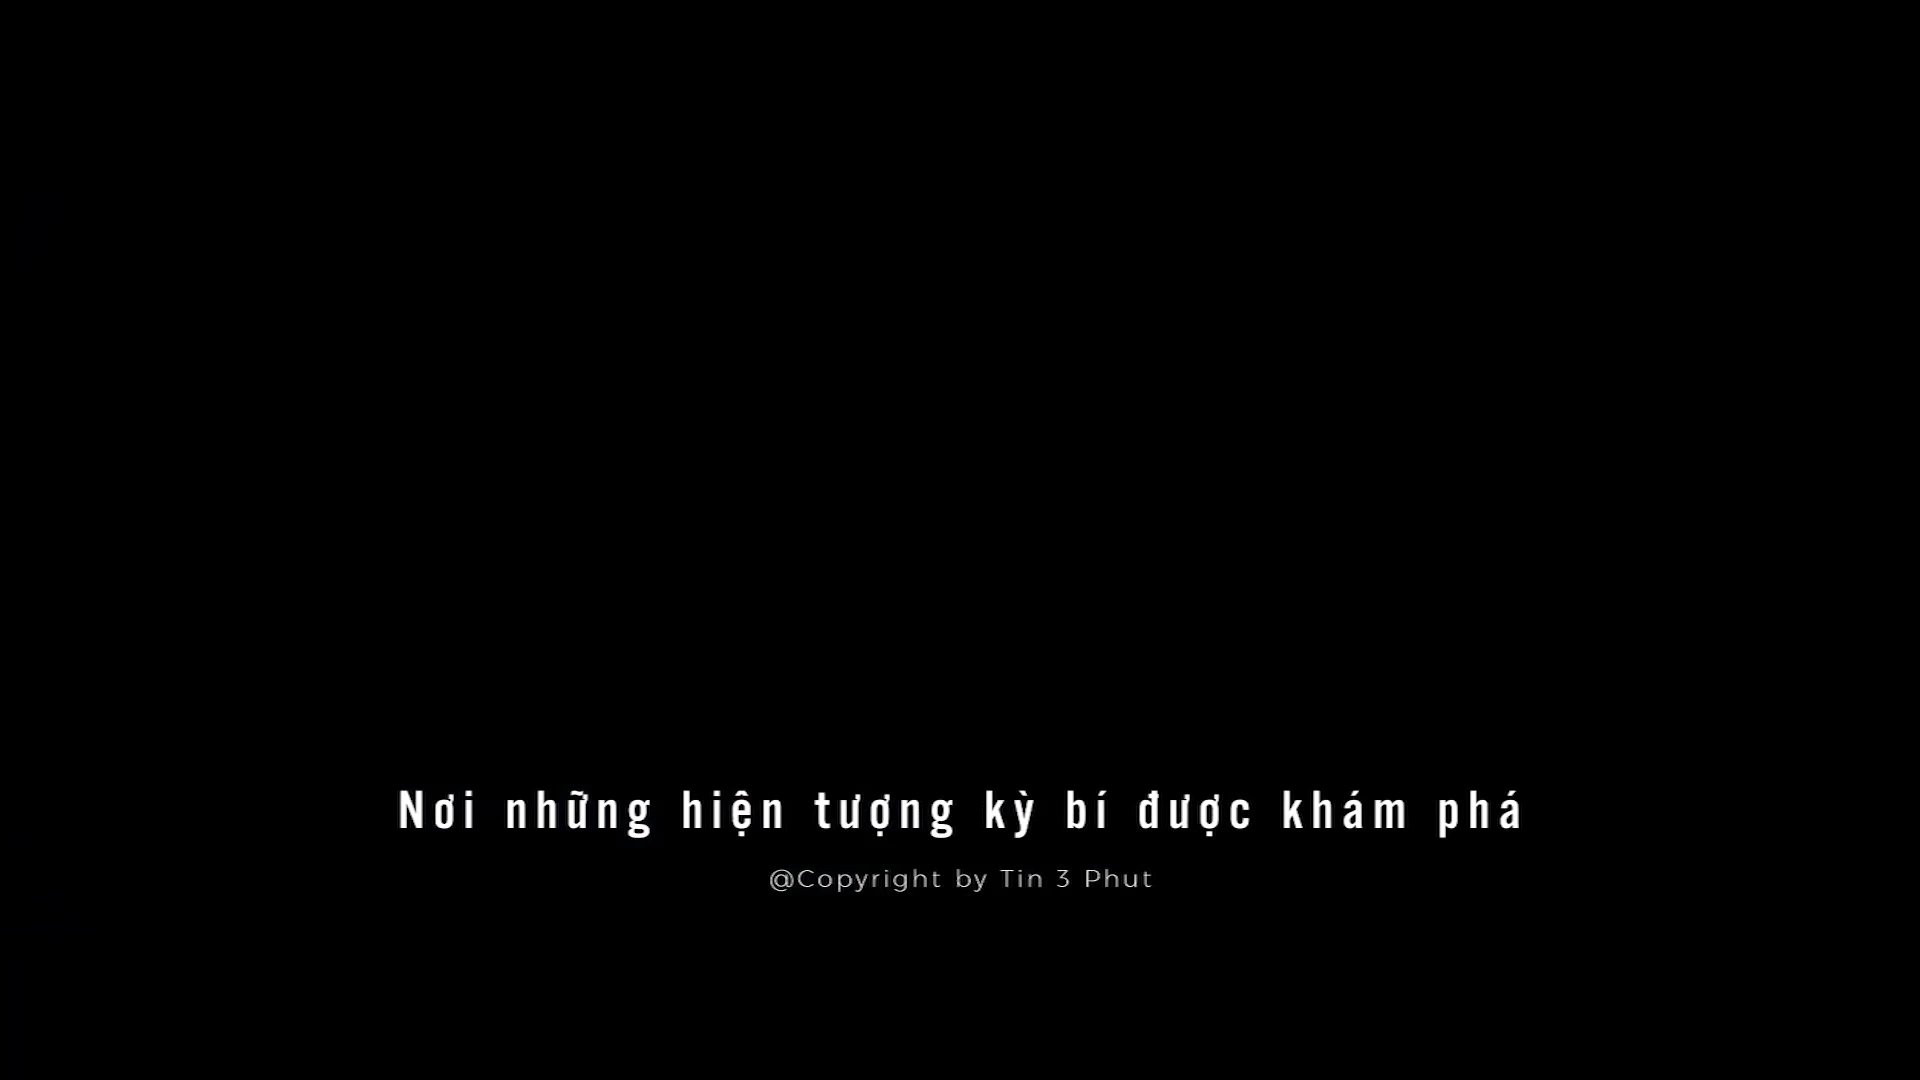 Nơi những hiện tượng kỳ bí được khám phá
@Copyright by Tin 3 Phut